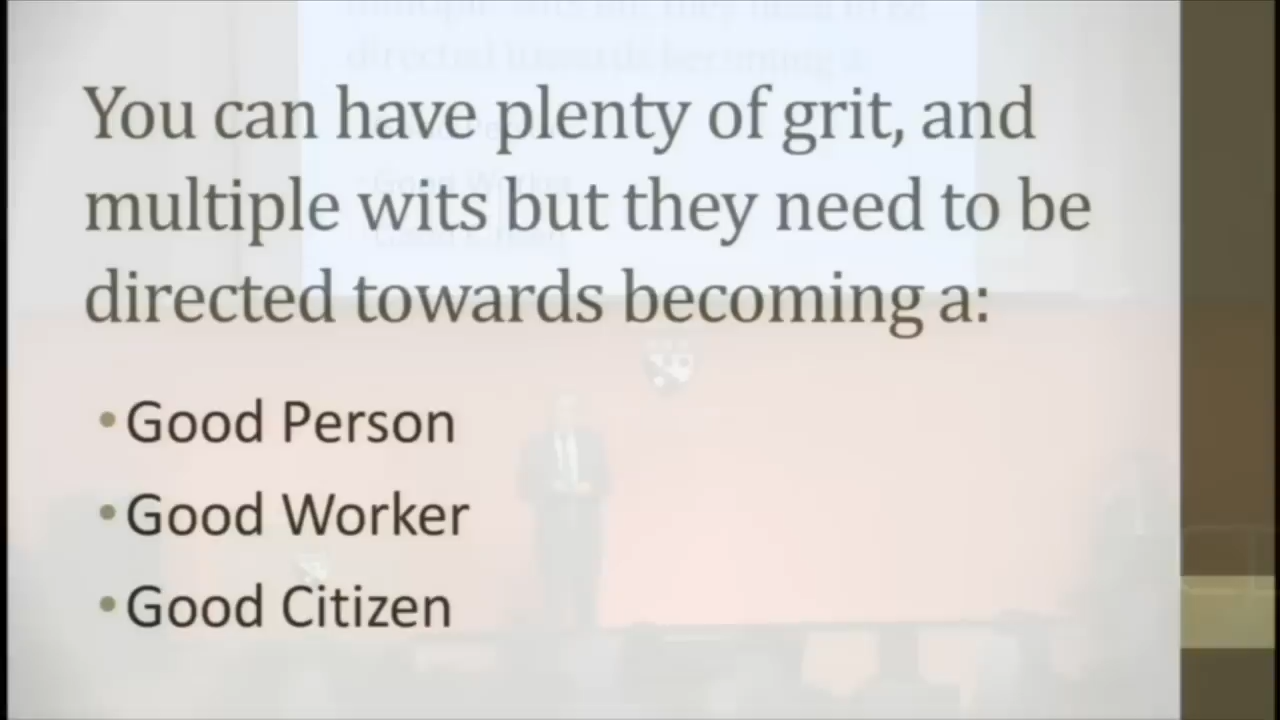 You can have plenty of grit, and
multiple wits but they need to be
directed towards becoming a:
• Good Person
• Good Worker
• Good Citizen